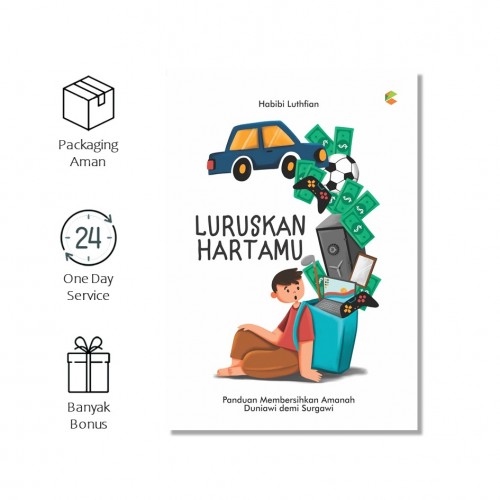 Packaging
Aman
24
One Day
Service
Banyak
Bonus
Habibi Luthfian
LURUSKAN
HARTAMU
Panduan Membersihkan Amanah
Duniawi demi Surgawi